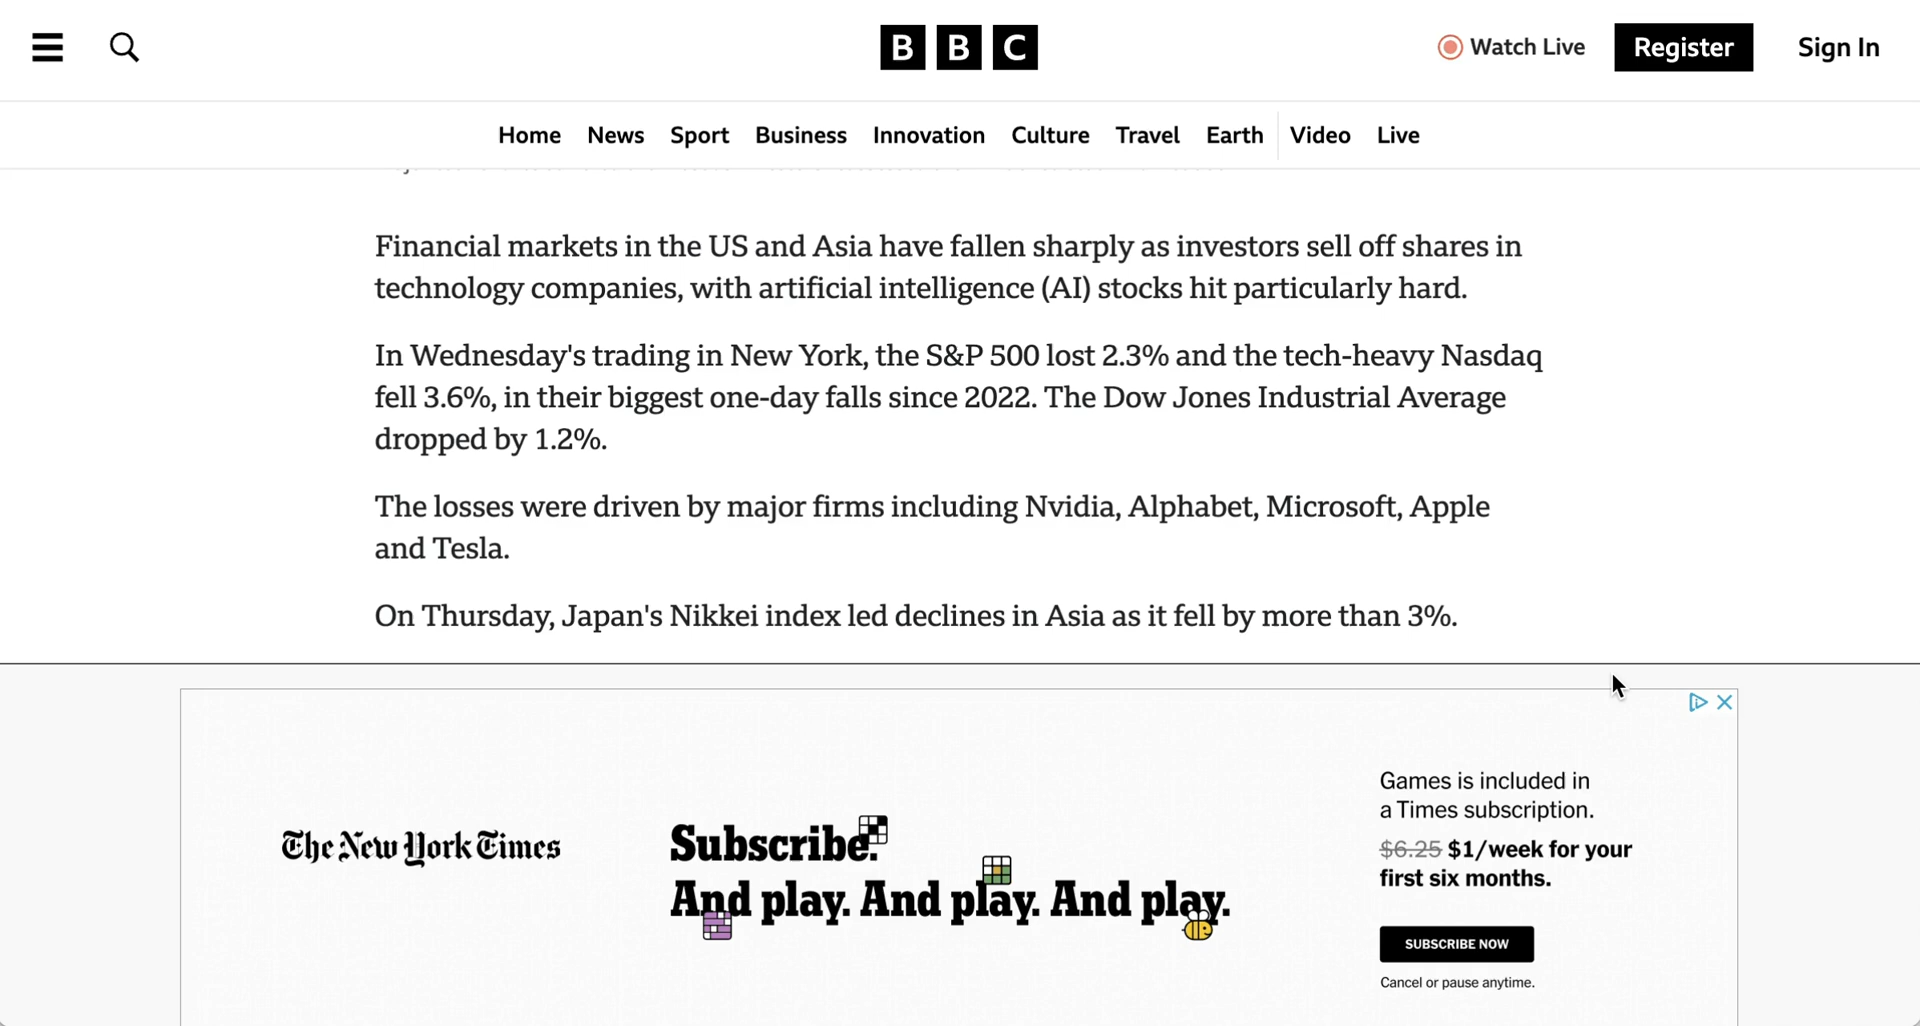 BBC
Watch Live
Register
Sign In
Home
News
Sport
Business
Innovation
Culture
Travel
Earth
Video
Live
Financial markets in the US and Asia have fallen sharply as investors sell off shares in
technology companies, with artificial intelligence (AI) stocks hit particularly hard.
In Wednesday's trading in New York, the S&P 500 lost 2.3% and the tech-heavy Nasdaq
fell 3.6%, in their biggest one-day falls since 2022. The Dow Jones Industrial Average
dropped by 1.2%.
The losses were driven by major firms including Nvidia, Alphabet, Microsoft, Apple
and Tesla.
On Thursday, Japan's Nikkei index led declines in Asia as it fell by more than 3%.
The New York Times
Subscribe.
And play. And play. And play.
Games is included in
a Times subscription.
$6.25 $1/week for your
first six months.
SUBSCRIBE NOW
Cancel or pause anytime.